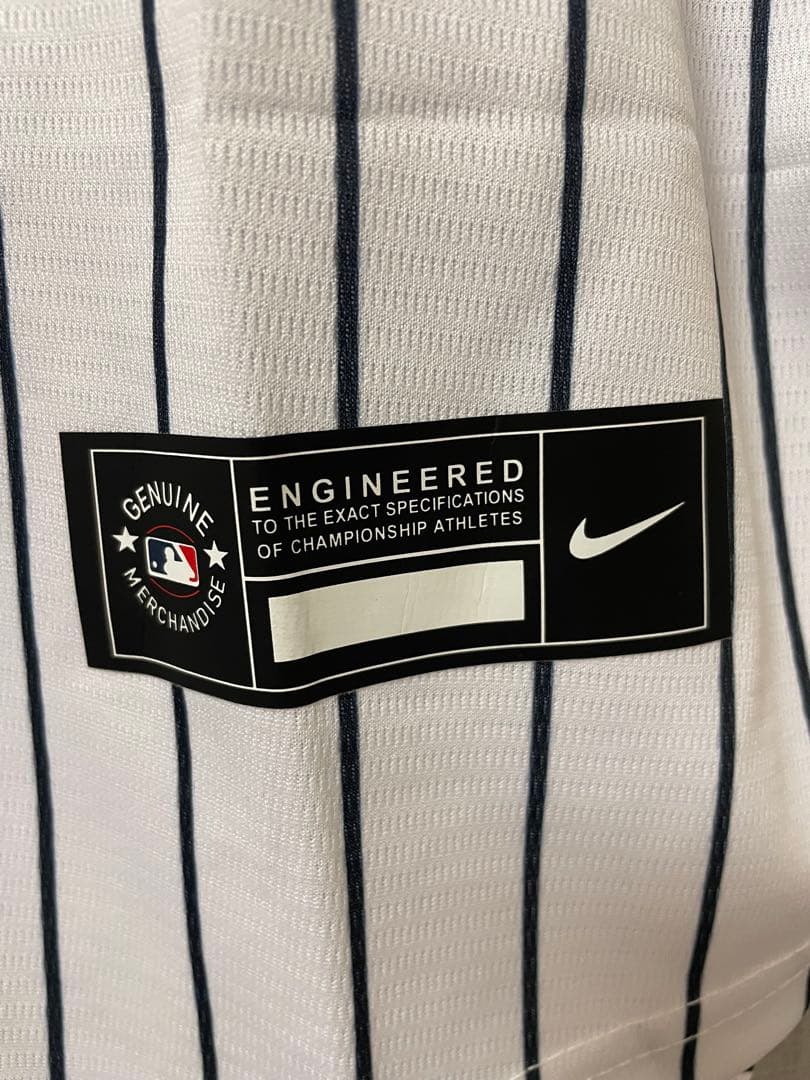 GENUINE
MERCHANDISE
ENGINEERED
TO THE EXACT SPECIFICATIONS
OF CHAMPIONSHIP ATHLETES